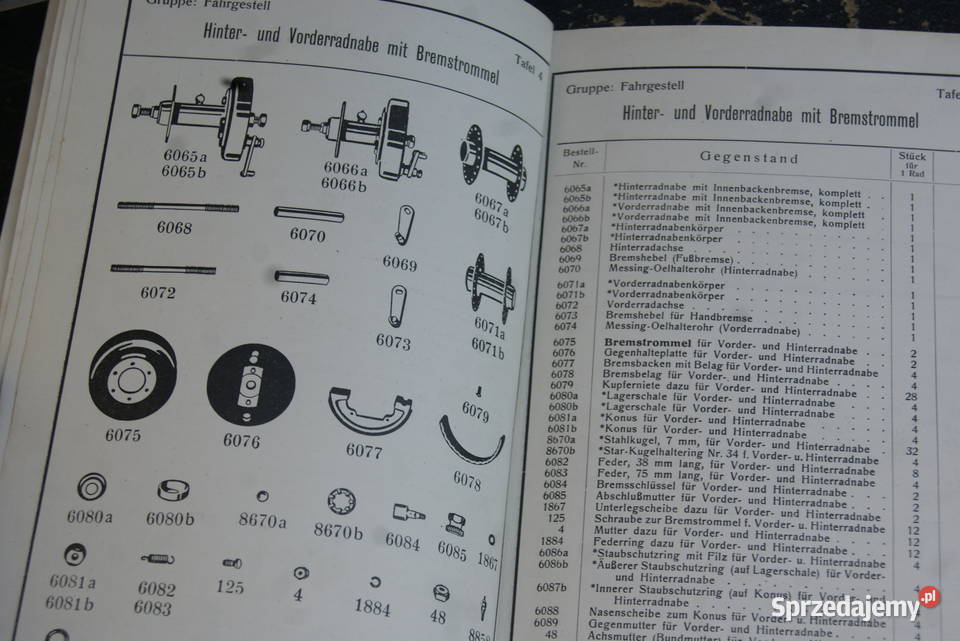 Gruppe: Fahrgestell
Hinter- und Vorderradnabe mit Bremstrommel
Tafel 4
6065a
6065b
6066a
6066b
6067a
6067b
6068
6070
6069
6072
6074
6073
6071a
6071b
6075
6076
6077
6079
6078
6080a
6080b
8670a
8670b
6084
6085
1867
6081a
6081b
6082
6083
125
4
1884
48
Gruppe: Fahrgestell
Hinter- und Vorderradnabe mit Bremstrommel
Bestell-Nr. Gegenstand Stück für 1 Rad
6065a *Hinterradnabe mit Innenbackenbremse, komplett . . 1
6065b *Hinterradnabe mit Innenbackenbremse, komplett . . 1
6066a *Vorderradnabe mit Innenbackenbremse, komplett . . 1
6066b *Vorderradnabe mit Innenbackenbremse, komplett 1
6067a *Hinterradnabenkörper 1
6067b *Hinterradnabenkörper 1
6068 Hinterradachse 1
6069 Bremshebel (Fußbremse) 1
6070 Messing-Oelhalterohr (Hinterradnabe) 1
6071a *Vorderradnabenkörper 1
6071b *Vorderradnabenkörper 1
6072 Vorderradachse 1
6073 Bremshebel für Handbremse 1
6074 Messing-Oelhalterohr (Vorderradnabe) 1
6075 Bremstrommel für Vorder- und Hinterradnabe . . 2
6076 Gegenhalteplatte für Vorder- und Hinterradnabe . . 2
6077 Bremsbacken mit Belag für Vorder- und Hinterradnabe 4
6078 Bremsbelag für Vorder- und Hinterradnabe 4
6079 Kupferniete dazu für Vorder- und Hinterradnabe . 28
6080a *Lagerschale für Vorder- und Hinterradnabe 4
6080b *Lagerschale für Vorder- und Hinterradnabe 4
6081a *Konus für Vorder- und Hinterradnabe 4
6081b *Konus für Vorder- und Hinterradnabe 4
8670a *Stahlkugel, 7 mm, für Vorder- und Hinterradnabe 32
8670b *Star-Kugelhaltering Nr. 34 f. Vorder- u. Hinterradnabe 4
6082 Feder, 38 mm lang, für Vorder- und Hinterradnabe 8
6083 Feder, 75 mm lang, für Vorder- und Hinterradnabe 4
6084 Bremsschlüssel für Vorder- und Hinterradnabe . . 2
6085 Abschlußmutter für Vorder- und Hinterradnabe . . 2
1867 Unterlegscheibe dazu für Vorder- und Hinterradnabe 2
125 Schraube zur Bremstrommel f. Vorder- u. Hinterradnabe 12
4 Mutter dazu für Vorder- und Hinterradnabe . . 12
1884 Federring dazu für Vorder- und Hinterradnabe . . 12
6086a *Staubschutzring mit Filz für Vorder- u. Hinterradnabe 4
6086b *Äußerer Staubschutzring (auf Lagerschale) für Vorder-
und Hinterradnabe 4
6087b *Innerer Staubschutzring (auf Konus) für Vorder- und
Hinterradnabe
6088 Nasenscheibe zum Konus für Vorder- u.
6089 Gegenmutter für Vorder- und Hinterradnabe
48 Achsmutter (Bundmutter)
Sprzedajemy.pl